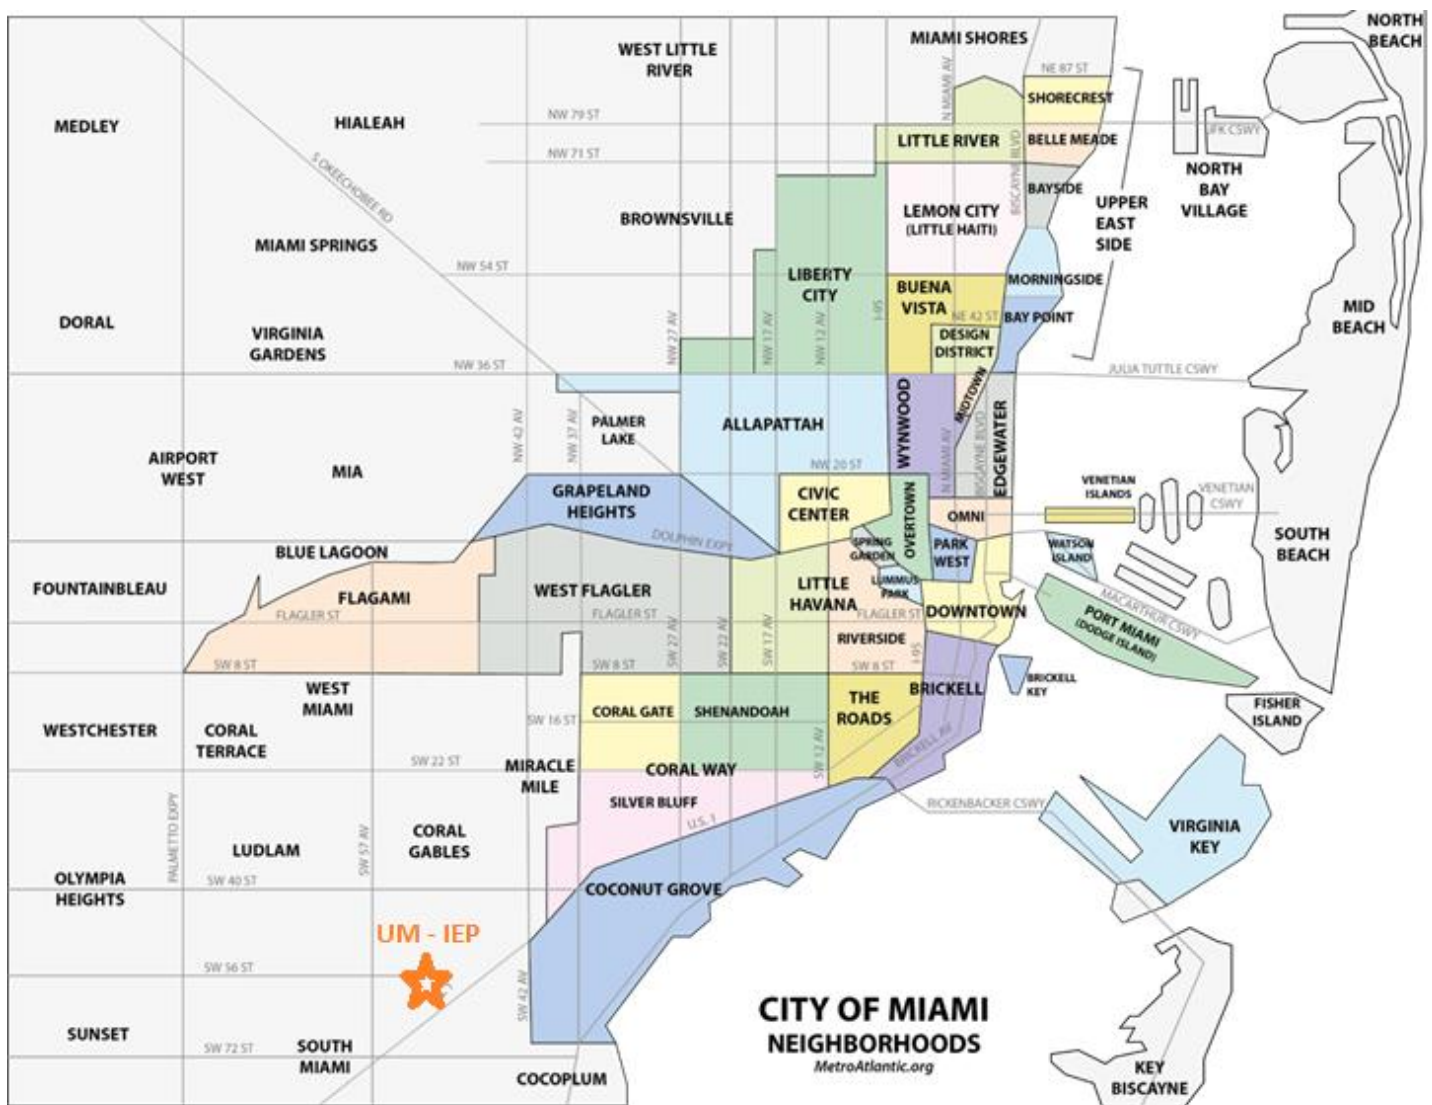 NORTH
BEACH
MIAMI SHORES
WEST LITTLE
RIVER
NE 87 ST
SHORECREST
MEDLEY
HIALEAH
NW 79 ST
N MIAMI AV
LITTLE RIVER
BELLE MEADE
JFK CSWY
NW 71 ST
S OKEECHOBEE RD
BISCAYNE BLVD
BAYSIDE
NORTH
BAY
VILLAGE
UPPER
EAST
SIDE
BROWNSVILLE
LEMON CITY
(LITTLE HAITI)
MIAMI SPRINGS
NW 54 ST
LIBERTY
CITY
BUENA
VISTA
MORNINGSIDE
DORAL
VIRGINIA
GARDENS
NW 27 AV
NW 17 AV
NW 12 AV
I-95
NE 42 ST
BAY POINT
MID
BEACH
DESIGN
DISTRICT
NW 36 ST
JULIA TUTTLE CSWY
NW 42 AV
NW 37 AV
PALMER
LAKE
ALLAPATTAH
WYNWOOD
MIDTOWN
N MIAMI AV
BISCAYNE BLVD
EDGEWATER
AIRPORT
WEST
MIA
NW 20 ST
GRAPELAND
HEIGHTS
CIVIC
CENTER
VENETIAN
ISLANDS
VENETIAN
CSWY
OVERTOWN
OMNI
SOUTH
BEACH
DOLPHIN EXPY
SPRING
GARDEN
PARK
WEST
WATSON
ISLAND
BLUE LAGOON
FOUNTAINBLEAU
FLAGAMI
WEST FLAGLER
LITTLE
HAVANA
LUMMUS
PARK
MACARTHUR CSWY
FLAGLER ST
FLAGLER ST
FLAGLER ST
DOWNTOWN
PORT MIAMI
(DODGE ISLAND)
SW 27 AV
SW 22 AV
SW 17 AV
RIVERSIDE
I-95
SW 8 ST
SW 8 ST
SW 8 ST
BRICKELL
BRICKELL
KEY
WEST
MIAMI
CORAL GATE
SHENANDOAH
THE
ROADS
FISHER
ISLAND
WESTCHESTER
CORAL
TERRACE
SW 16 ST
SW 12 AV
BRICKELL AV
SW 22 ST
MIRACLE
MILE
CORAL WAY
SILVER BLUFF
U.S. 1
RICKENBACKER CSWY
VIRGINIA
KEY
PALMETTO EXPY
SW 57 AV
CORAL
GABLES
LUDLAM
OLYMPIA
HEIGHTS
SW 40 ST
COCONUT GROVE
UM - IEP
SW 56 ST
SW 42 AV
CITY OF MIAMI
NEIGHBORHOODS
MetroAtlantic.org
SUNSET
SW 72 ST
SOUTH
MIAMI
COCOPLUM
KEY
BISCAYNE